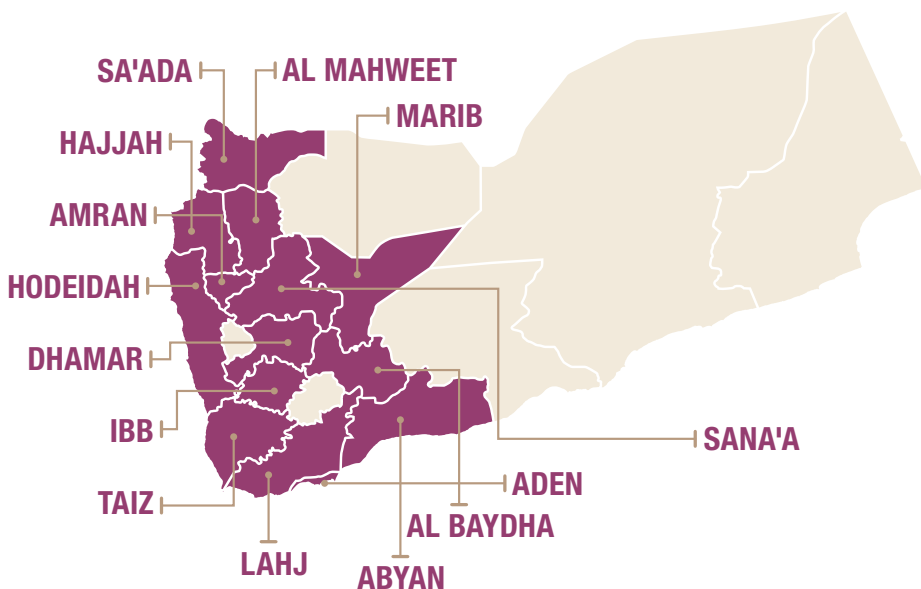 SA'ADA
AL MAHWEET
MARIB
HAJJAH
AMRAN
HODEIDAH
DHAMAR
IBB
SANA'A
TAIZ
ADEN
AL BAYDHA
LAHJ
ABYAN